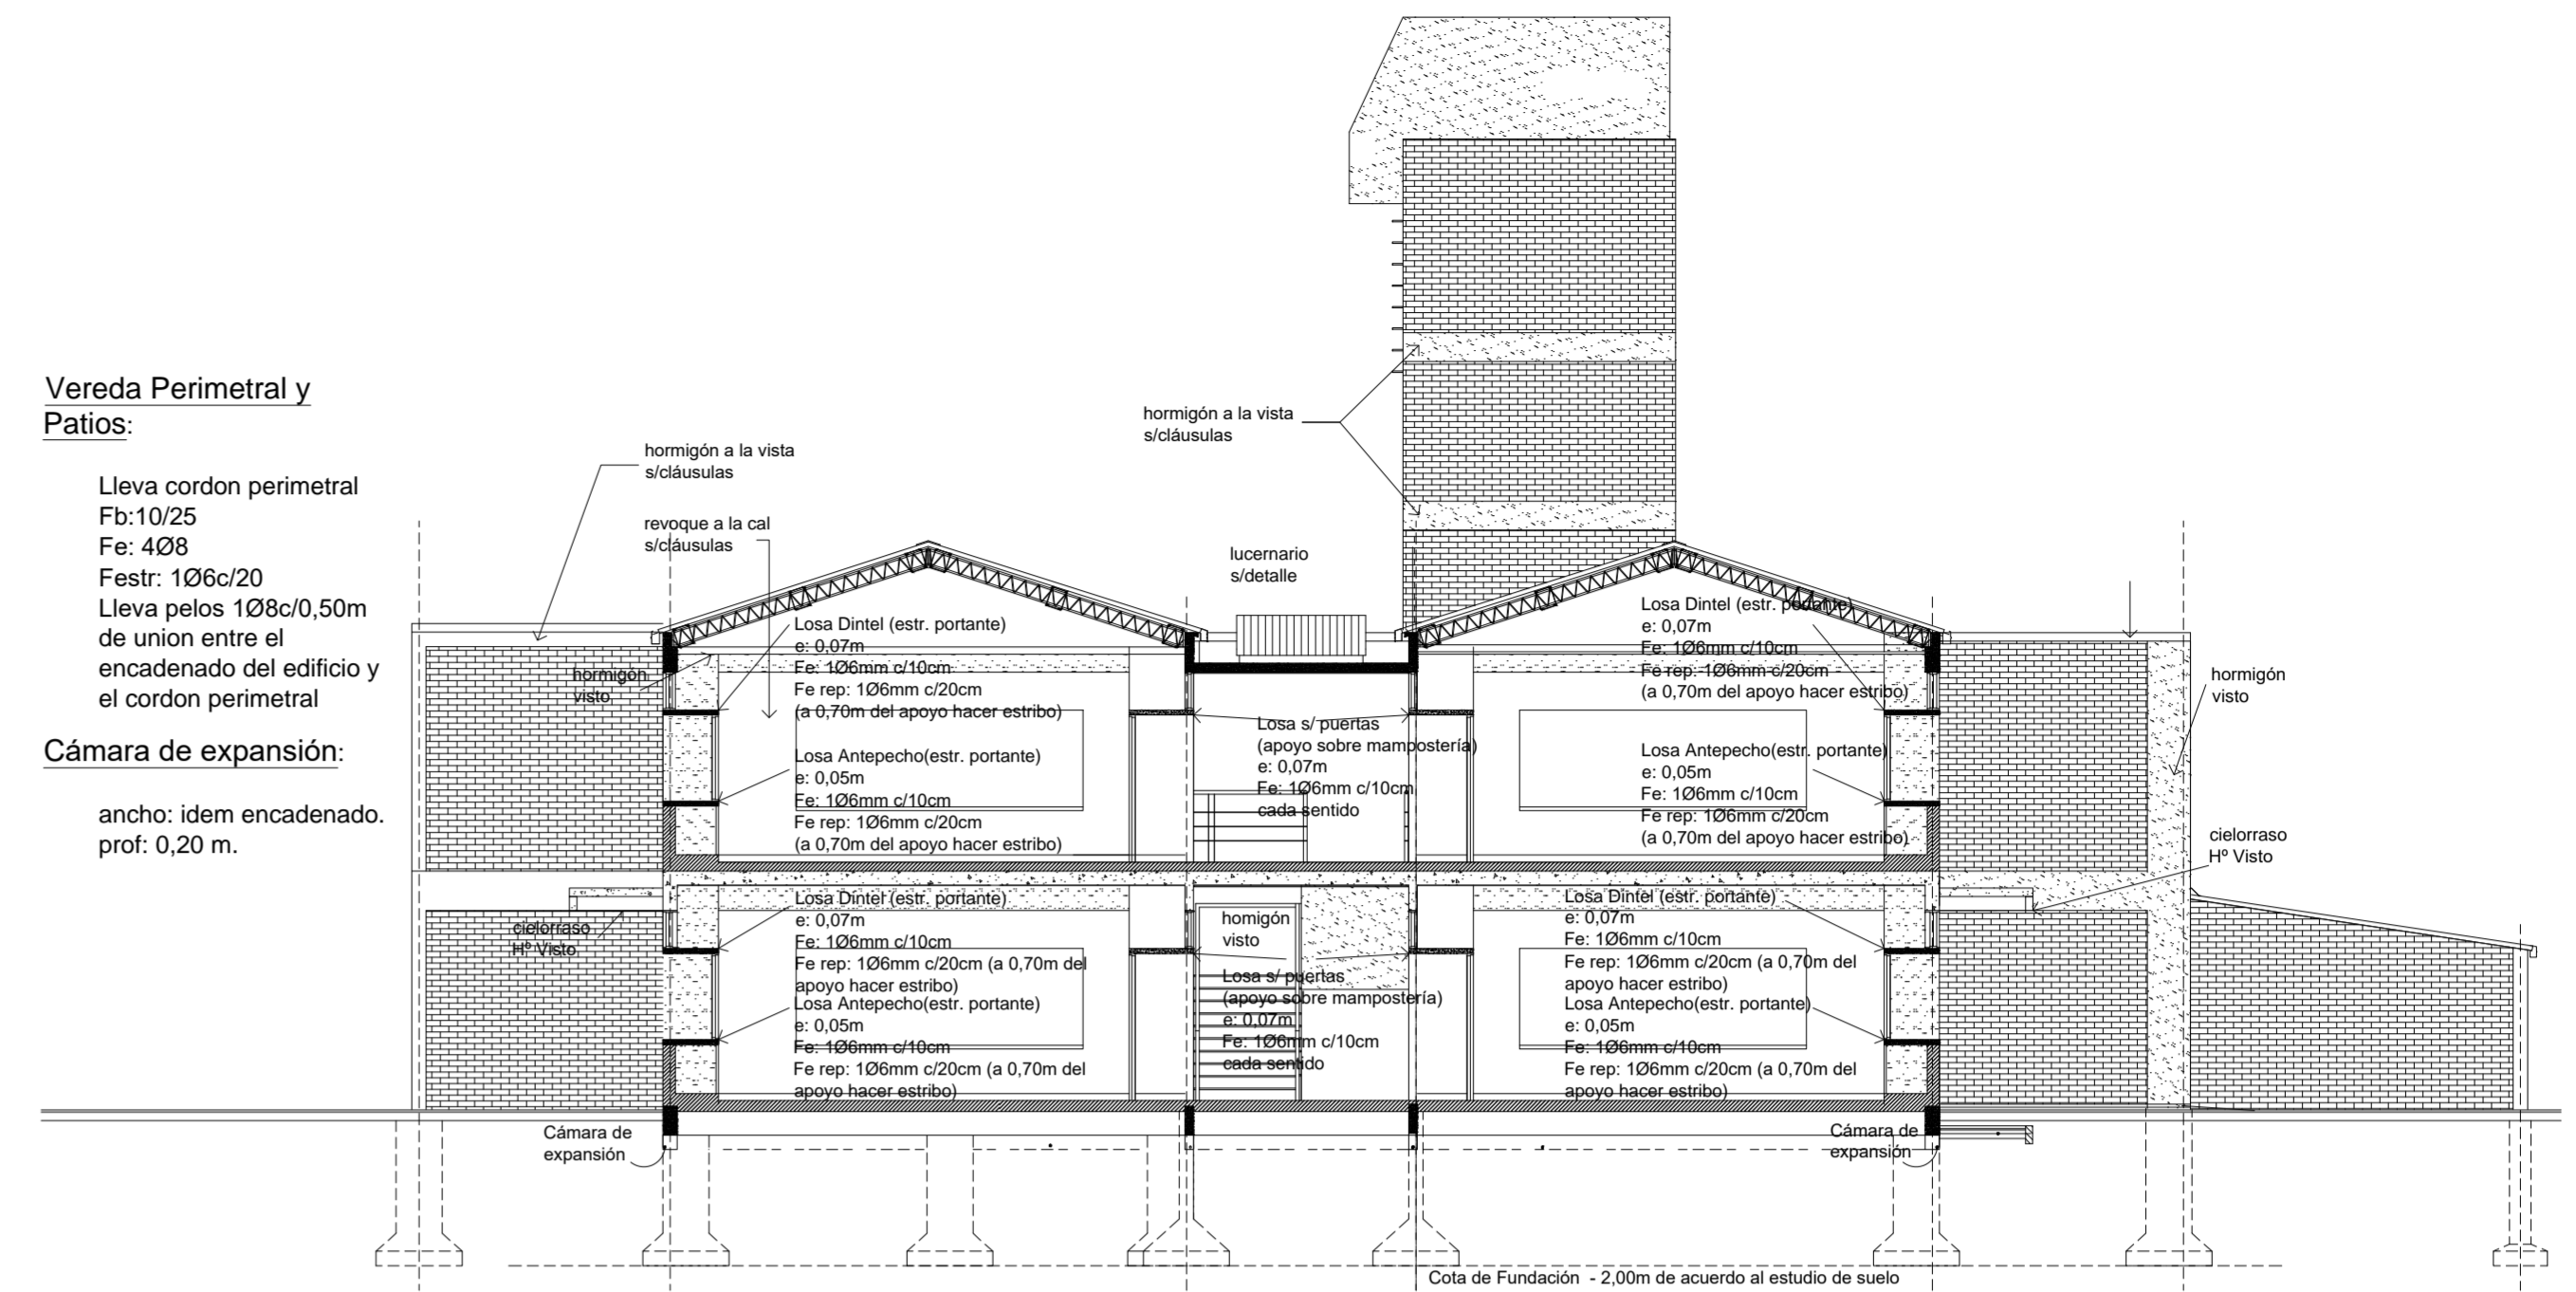 Vereda Perimetral y
Patios:
Lleva cordon perimetral
Fb:10/25
Fe: 4Ø8
Festr: 1Ø6c/20
Lleva pelos 1Ø8c/0,50m
de union entre el
encadenado del edificio y
el cordon perimetral
Cámara de expansión:
ancho: idem encadenado.
prof: 0,20 m.
hormigón a la vista
s/cláusulas
revoque a la cal
s/cláusulas
hormigón a la vista
s/cláusulas
lucernario
s/detalle
hormigón
visto
Losa Dintel (estr. portante)
e: 0,07m
Fe: 1Ø6mm c/10cm
Fe rep: 1Ø6mm c/20cm
(a 0,70m del apoyo hacer estribo)
Losa Antepecho(estr. portante)
e: 0,05m
Fe: 1Ø6mm c/10cm
Fe rep: 1Ø6mm c/20cm
(a 0,70m del apoyo hacer estribo)
Losa s/ puertas
(apoyo sobre mampostería)
e: 0,07m
Fe: 1Ø6mm c/10cm
cada sentido
Losa Dintel (estr. portante)
e: 0,07m
Fe: 1Ø6mm c/10cm
Fe rep: 1Ø6mm c/20cm
(a 0,70m del apoyo hacer estribo)
Losa Antepecho(estr. portante)
e: 0,05m
Fe: 1Ø6mm c/10cm
Fe rep: 1Ø6mm c/20cm
(a 0,70m del apoyo hacer estribo)
hormigón
visto
cielorraso
Hº Visto
cielorraso
Hº Visto
Losa Dintel (estr. portante)
e: 0,07m
Fe: 1Ø6mm c/10cm
Fe rep: 1Ø6mm c/20cm (a 0,70m del
apoyo hacer estribo)
Losa Antepecho(estr. portante)
e: 0,05m
Fe: 1Ø6mm c/10cm
Fe rep: 1Ø6mm c/20cm (a 0,70m del
apoyo hacer estribo)
homigón
visto
Losa s/ puertas
(apoyo sobre mampostería)
e: 0,07m
Fe: 1Ø6mm c/10cm
cada sentido
Losa Dintel (estr. portante)
e: 0,07m
Fe: 1Ø6mm c/10cm
Fe rep: 1Ø6mm c/20cm (a 0,70m del
apoyo hacer estribo)
Losa Antepecho(estr. portante)
e: 0,05m
Fe: 1Ø6mm c/10cm
Fe rep: 1Ø6mm c/20cm (a 0,70m del
apoyo hacer estribo)
Cámara de
expansión
Cámara de
expansión
Cota de Fundación - 2,00m de acuerdo al estudio de suelo